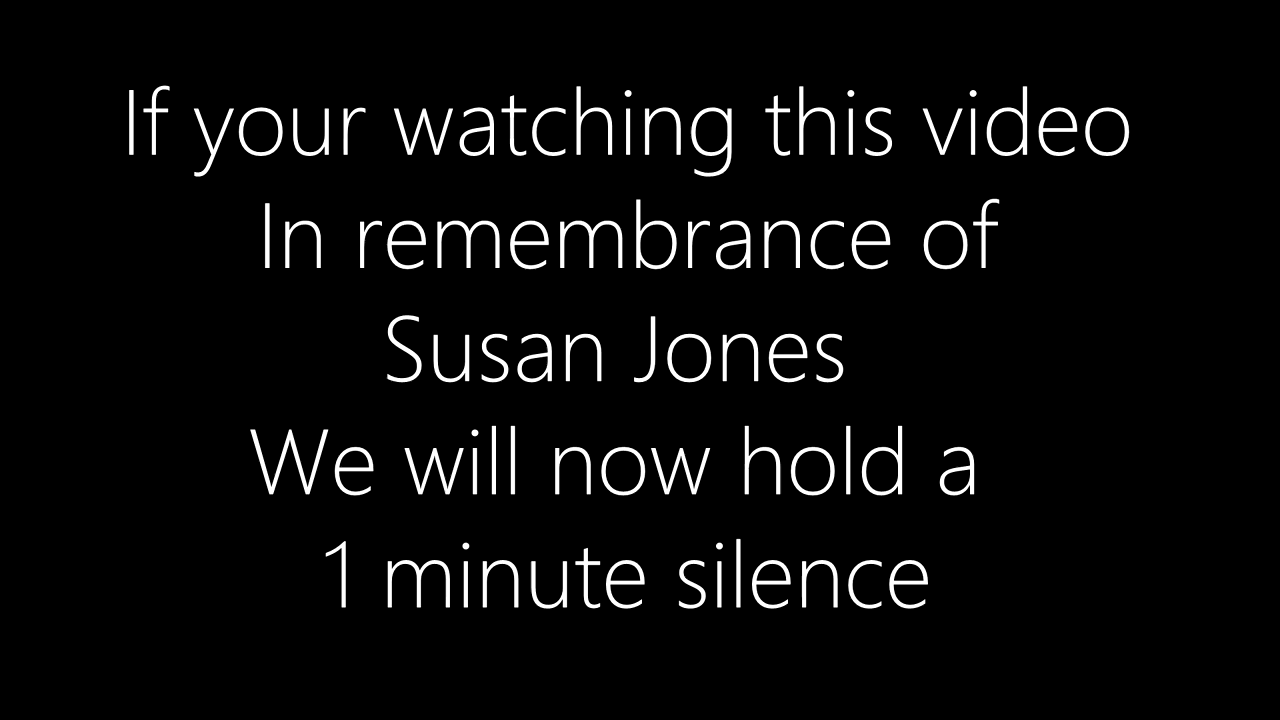 If your watching this video
In remembrance of
Susan Jones
We will now hold a
1 minute silence